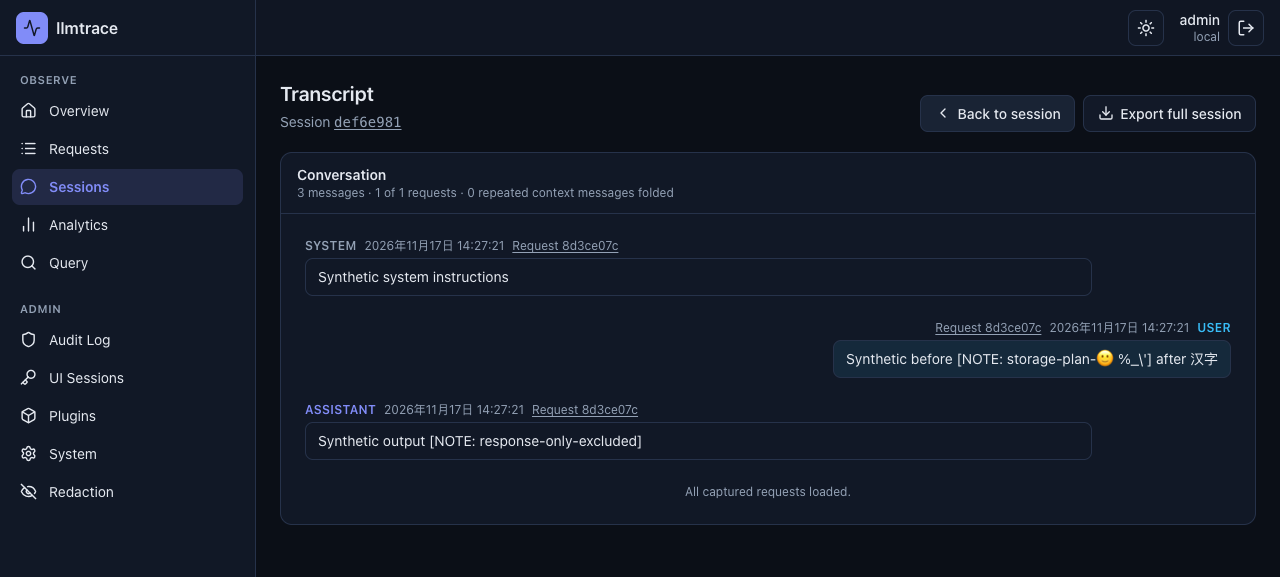 llmtrace
admin
local
OBSERVE
Overview
Requests
Sessions
Analytics
Query
ADMIN
Audit Log
UI Sessions
Plugins
System
Redaction
Transcript
Session def6e981
Back to session
Export full session
Conversation
3 messages · 1 of 1 requests · 0 repeated context messages folded
SYSTEM 2026年11月17日 14:27:21 Request 8d3ce07c
Synthetic system instructions
Request 8d3ce07c 2026年11月17日 14:27:21 USER
Synthetic before [NOTE: storage-plan-🙂 %_\'] after 汉字
ASSISTANT 2026年11月17日 14:27:21 Request 8d3ce07c
Synthetic output [NOTE: response-only-excluded]
All captured requests loaded.